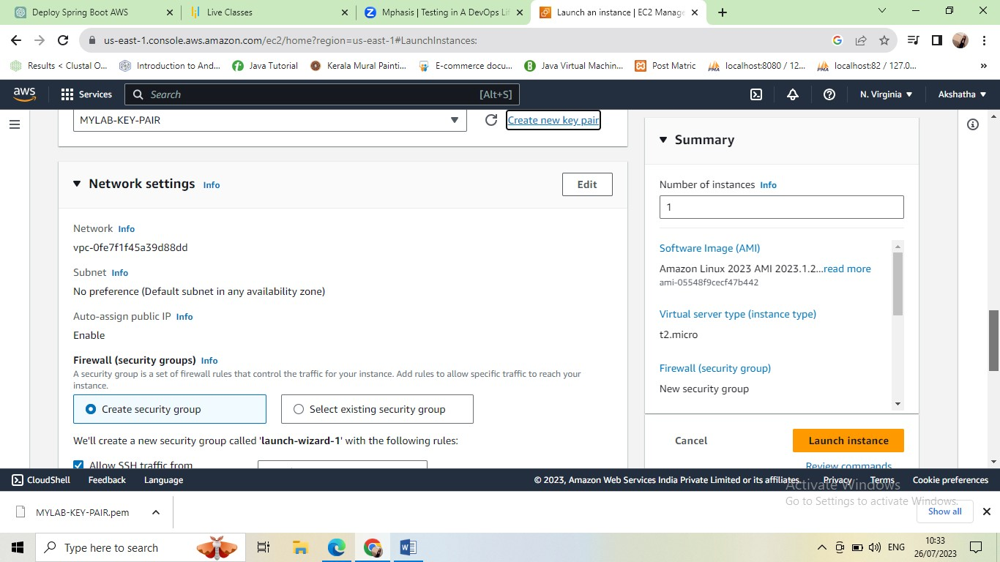 Deploy Spring Boot AWS
Live Classes
Mphasis | Testing in A DevOps Li
Launch an instance | EC2 Manage
us-east-1.console.aws.amazon.com/ec2/home?region=us-east-1#LaunchInstances:
Results < Clustal O...
Introduction to And...
Java Tutorial
Kerala Mural Painti...
E-commerce docu...
Java Virtual Machin...
Post Matric
localhost:8080 / 12...
localhost:82 / 127.0...
aws
Services
Search
[Alt+S]
N. Virginia
Akshatha
MYLAB-KEY-PAIR
Create new key pair
Network settings Info
Edit
Network Info
vpc-0fe7f1f45a39d88dd
Subnet Info
No preference (Default subnet in any availability zone)
Auto-assign public IP Info
Enable
Firewall (security groups) Info
A security group is a set of firewall rules that control the traffic for your instance. Add rules to allow specific traffic to reach your
instance.
Create security group
Select existing security group
We'll create a new security group called 'launch-wizard-1' with the following rules:
Allow SSH traffic from
Summary
Number of instances Info
1
Software Image (AMI)
Amazon Linux 2023 AMI 2023.1.2...read more
ami-05548f9cecf47b442
Virtual server type (instance type)
t2.micro
Firewall (security group)
New security group
Cancel
Launch instance
Review commands
CloudShell
Feedback
Language
© 2023, Amazon Web Services India Private Limited or its affiliates.
Privacy
Terms
Cookie preferences
Activate Windows
Go to Settings to activate Windows.
MYLAB-KEY-PAIR.pem
Show all
Type here to search
ENG
10:33
26/07/2023